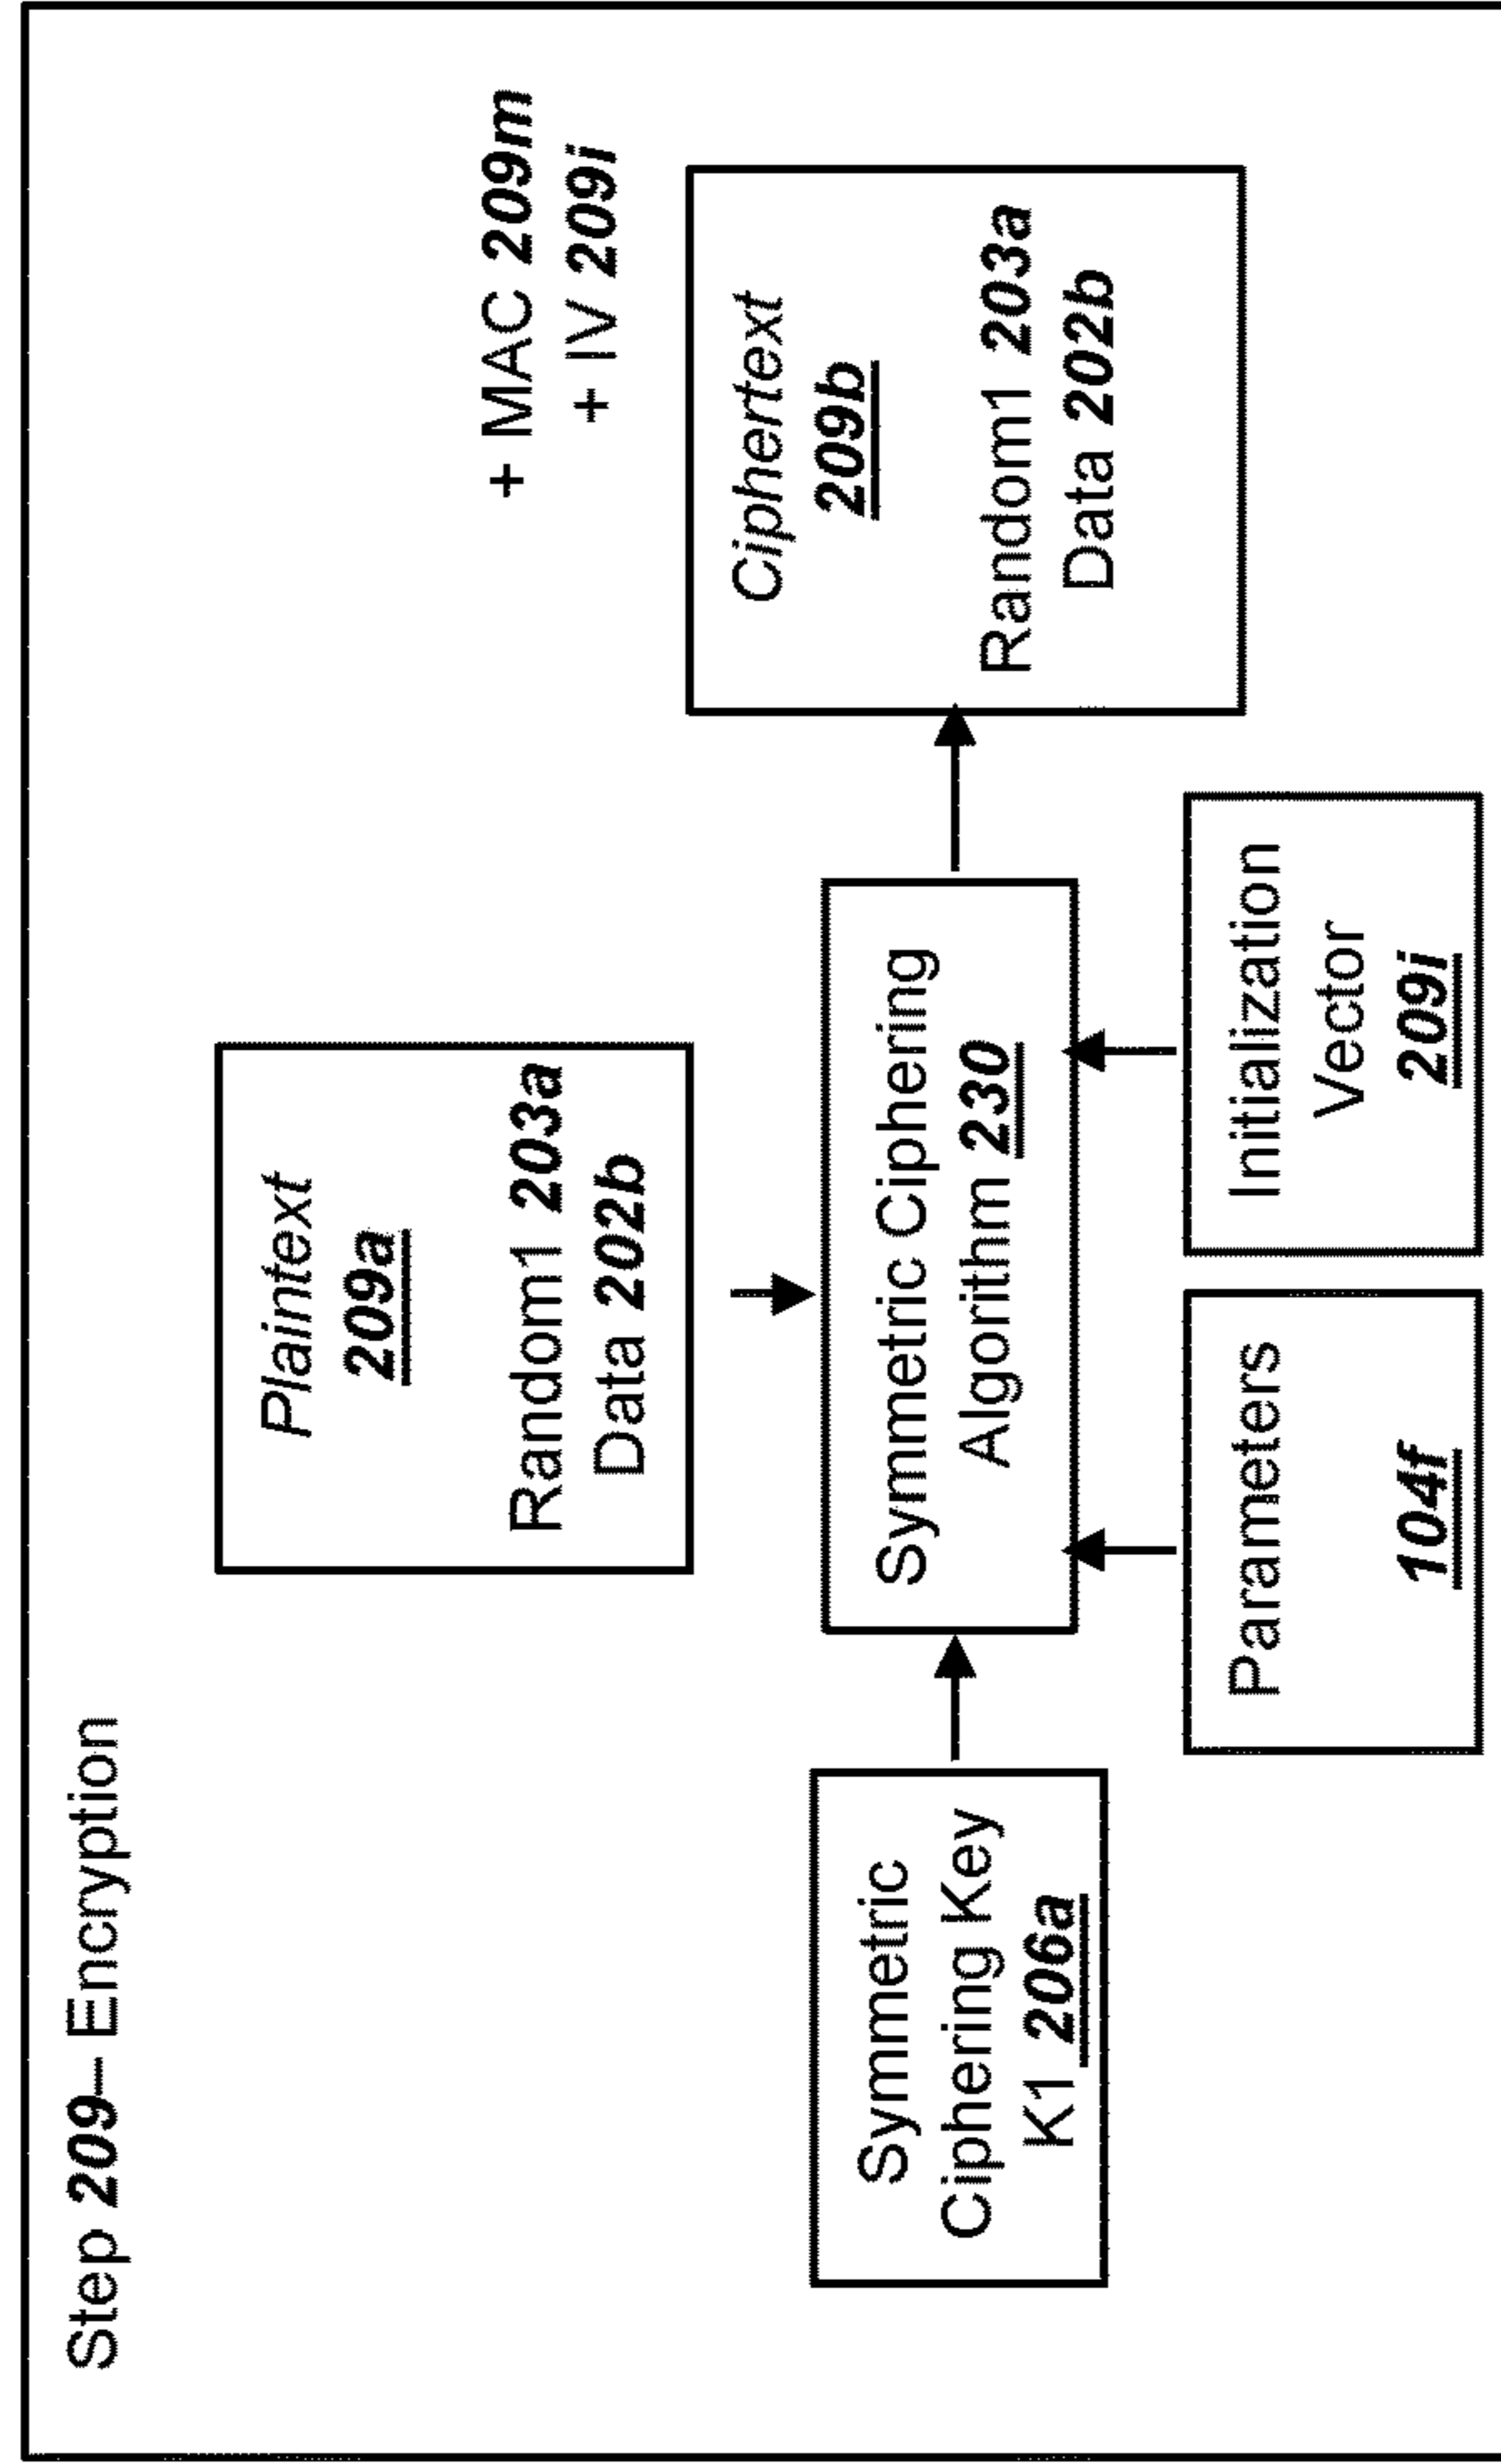 Step 209– Encryption
Plaintext
209a
Random1 203a
Data 202b
+ MAC 209m
+ IV 209i
Symmetric
Ciphering Key
K1 206a
Symmetric Ciphering
Algorithm 230
Ciphertext
209b
Random1 203a
Data 202b
Parameters
104f
Initialization
Vector
209i